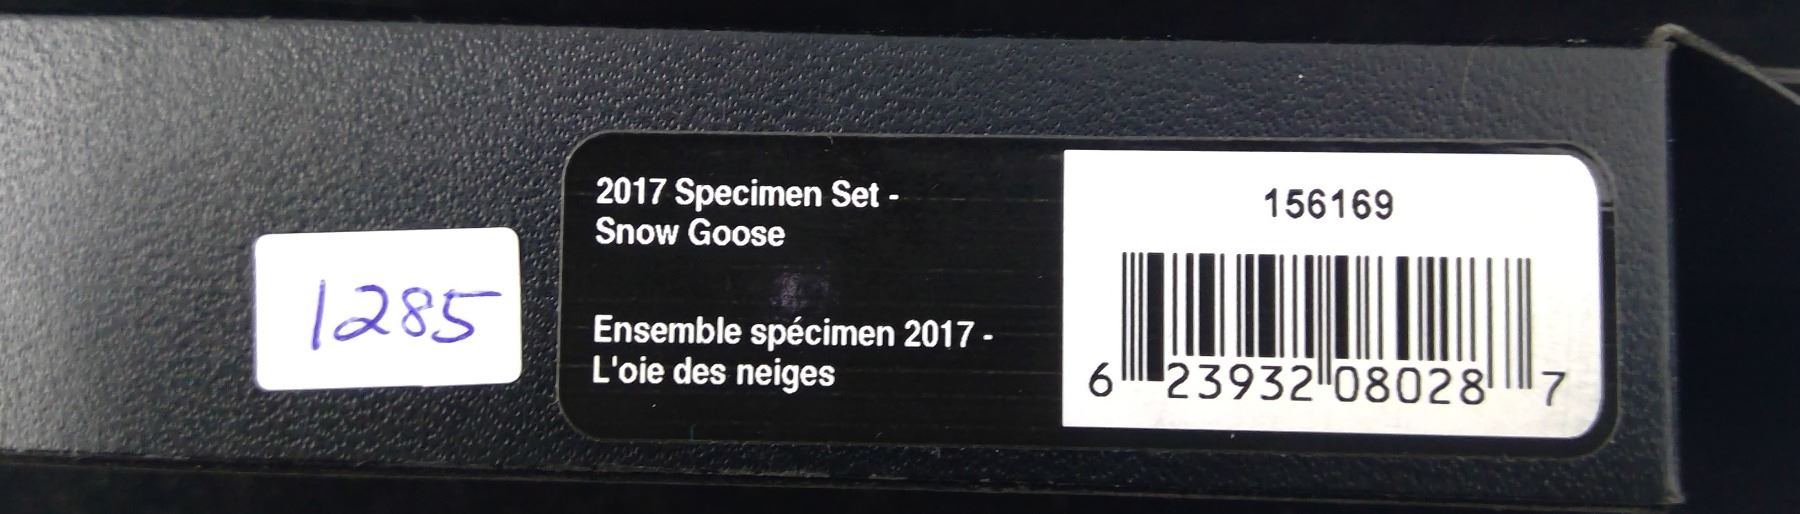 1285
2017 Specimen Set -
Snow Goose
Ensemble spécimen 2017 -
L'oie des neiges
156169
6 23932 08028 7